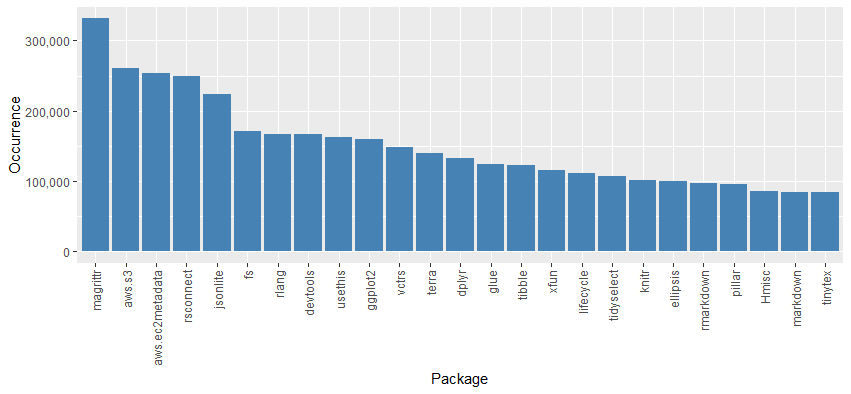 Occurrence
300,000
200,000
100,000
0
magrittr
aws.s3
aws.ec2metadata
rsconnect
jsonlite
fs
rlang
devtools
usethis
ggplot2
vctrs
terra
dplyr
glue
tibble
xfun
lifecycle
tidyselect
knitr
ellipsis
rmarkdown
pillar
Hmisc
markdown
tinytex
Package